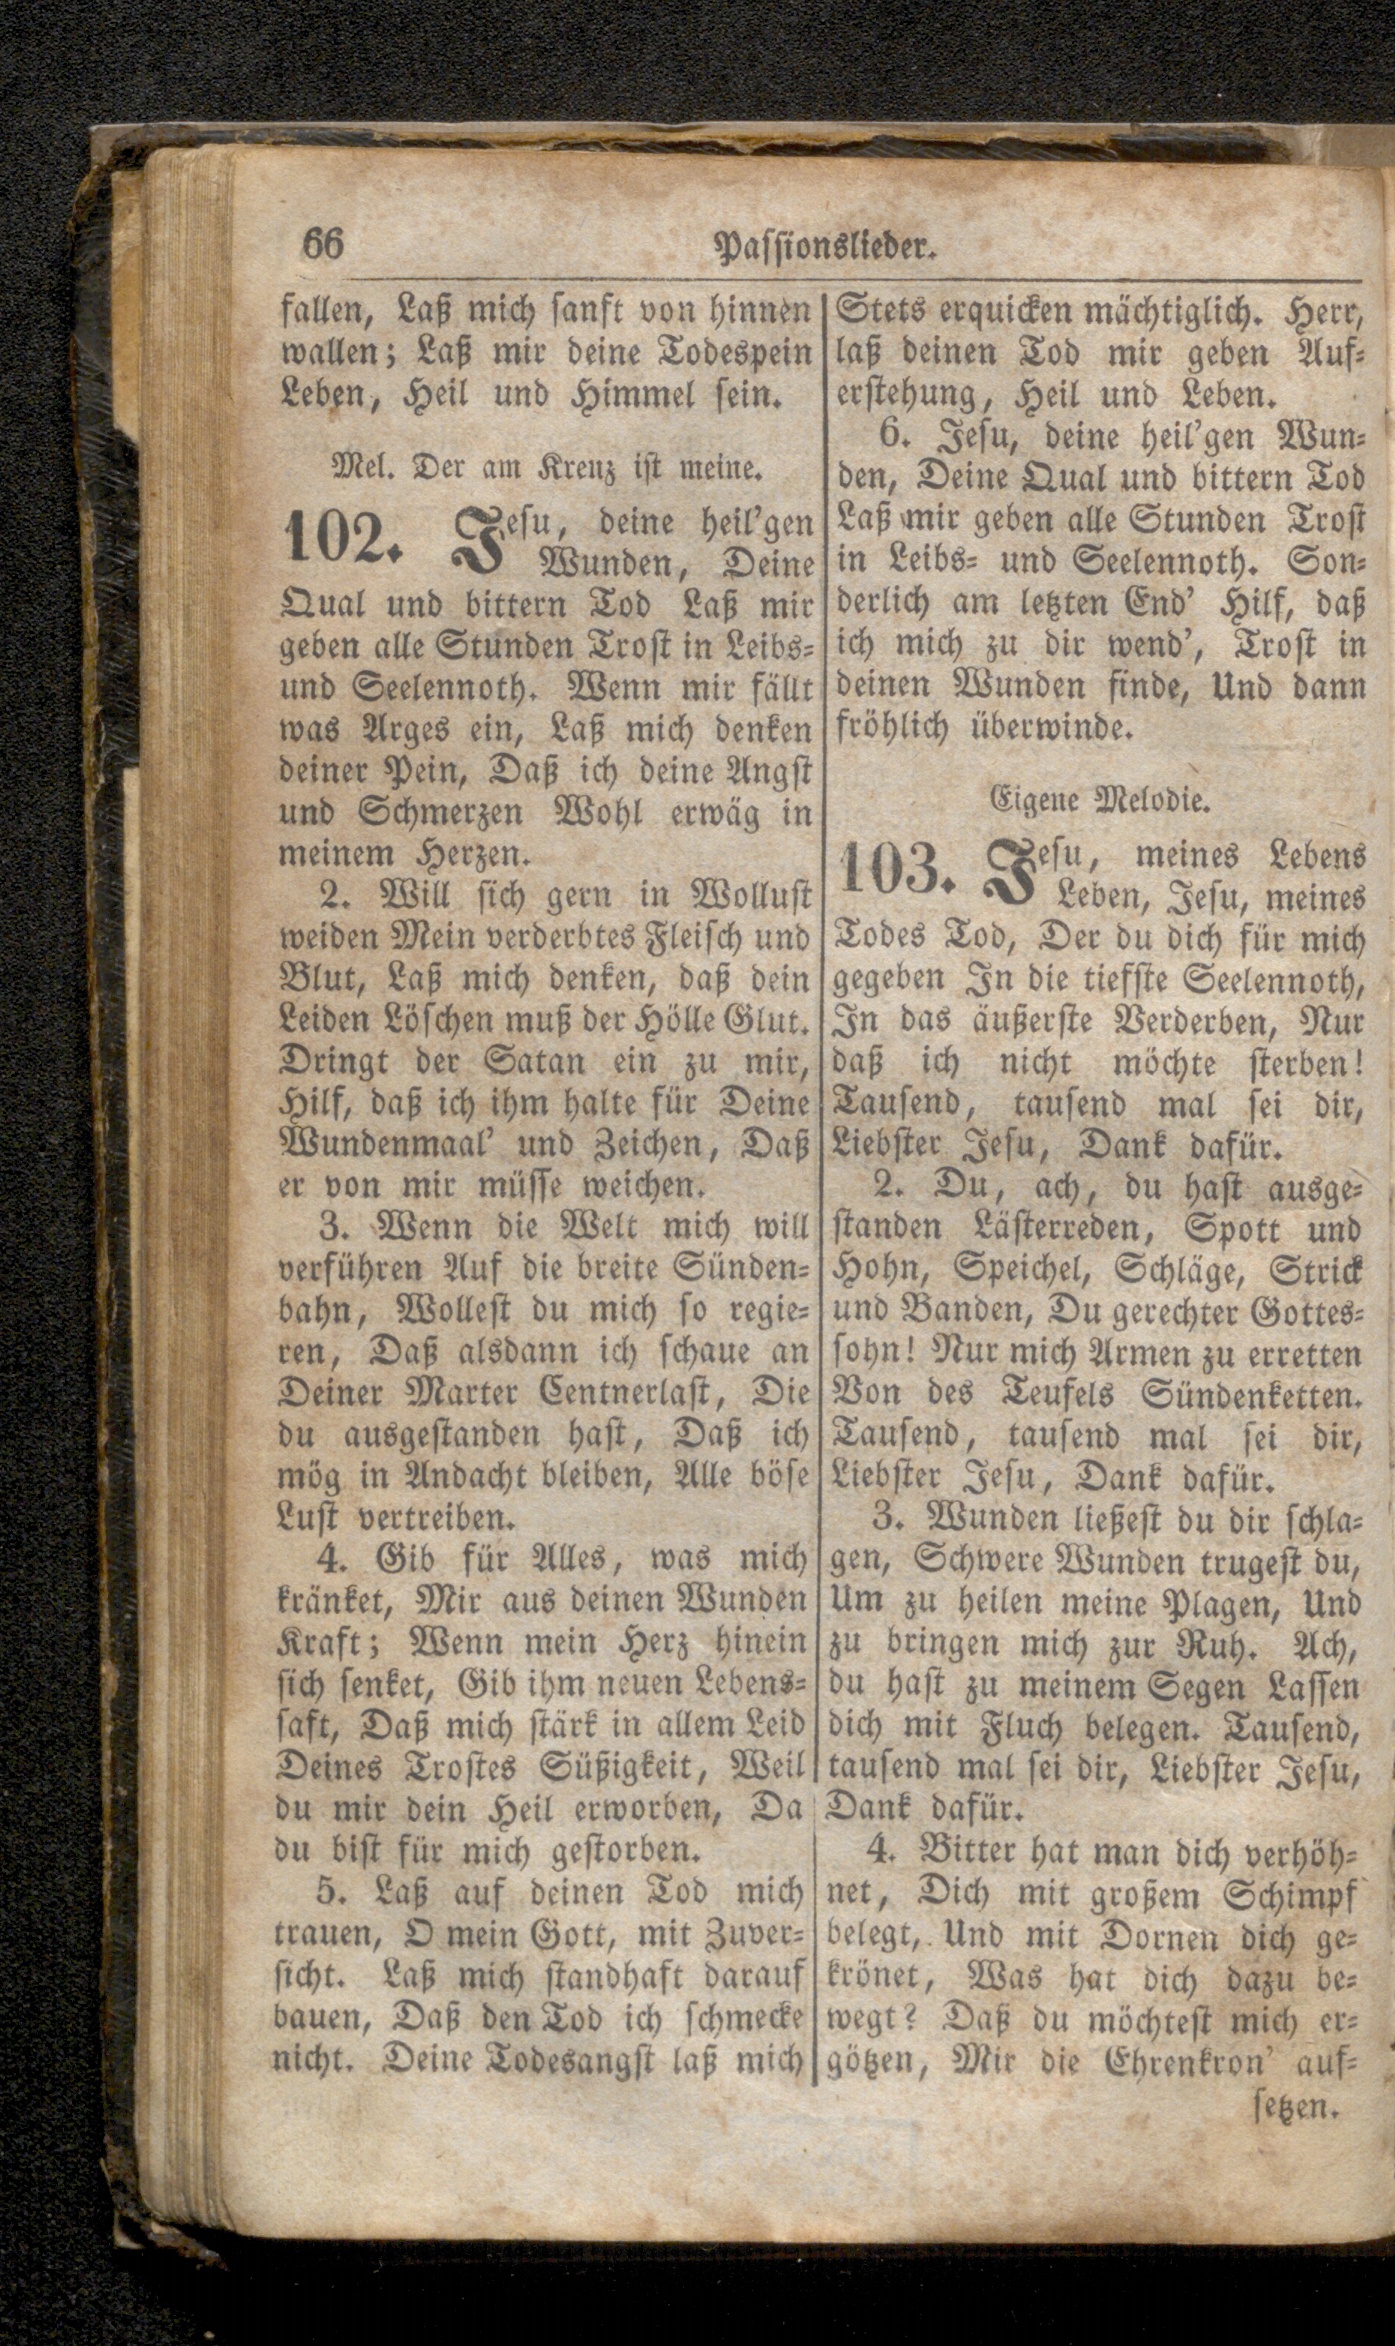 66
Passionslieder.
fallen, Laß mich sanft von hinnen
wallen; Laß mir deine Todespein
Leben, Heil und Himmel sein.
Mel. Der am Kreuz ist meine.
102. Jesu, deine heil'gen
Wunden, Deine
Qual und bittern Tod Laß mir
geben alle Stunden Trost in Leibs-
und Seelennoth. Wenn mir fällt
was Arges ein, Laß mich denken
deiner Pein, Daß ich deine Angst
und Schmerzen Wohl erwäg in
meinem Herzen.
2. Will sich gern in Wollust
weiden Mein verderbtes Fleisch und
Blut, Laß mich denken, daß dein
Leiden Löschen muß der Hölle Glut.
Dringt der Satan ein zu mir,
Hilf, daß ich ihm halte für Deine
Wundenmaal' und Zeichen, Daß
er von mir müsse weichen.
3. Wenn die Welt mich will
verführen Auf die breite Sünden-
bahn, Wollest du mich so regie-
ren, Daß alsdann ich schaue an
Deiner Marter Centnerlast, Die
du ausgestanden hast, Daß ich
mög in Andacht bleiben, Alle böse
Lust vertreiben.
4. Gib für Alles, was mich
kränket, Mir aus deinen Wunden
Kraft; Wenn mein Herz hinein
sich senket, Gib ihm neuen Lebens-
saft, Daß mich stärk in allem Leid
Deines Trostes Süßigkeit, Weil
du mir dein Heil erworben, Da
du bist für mich gestorben.
5. Laß auf deinen Tod mich
trauen, O mein Gott, mit Zuver-
sicht. Laß mich standhaft darauf
bauen, Daß den Tod ich schmecke
nicht. Deine Todesangst laß mich
Stets erquicken mächtiglich. Herr,
laß deinen Tod mir geben Auf-
erstehung, Heil und Leben.
6. Jesu, deine heil'gen Wun-
den, Deine Qual und bittern Tod
Laß mir geben alle Stunden Trost
in Leibs- und Seelennoth. Son-
derlich am letzten End' Hilf, daß
ich mich zu dir wend', Trost in
deinen Wunden finde, Und dann
fröhlich überwinde.
Eigene Melodie.
103. Jesu, meines Lebens
Leben, Jesu, meines
Todes Tod, Der du dich für mich
gegeben In die tiefste Seelennoth,
In das äußerste Verderben, Nur
daß ich nicht möchte sterben!
Tausend, tausend mal sei dir,
Liebster Jesu, Dank dafür.
2. Du, ach, du hast ausge-
standen Lästerreden, Spott und
Hohn, Speichel, Schläge, Strick
und Banden, Du gerechter Gottes-
sohn! Nur mich Armen zu erretten
Von des Teufels Sündenketten.
Tausend, tausend mal sei dir,
Liebster Jesu, Dank dafür.
3. Wunden ließest du dir schla-
gen, Schwere Wunden trugest du,
Um zu heilen meine Plagen, Und
zu bringen mich zur Ruh. Ach,
du hast zu meinem Segen Lassen
dich mit Fluch belegen. Tausend,
tausend mal sei dir, Liebster Jesu,
Dank dafür.
4. Bitter hat man dich verhöh-
net, Dich mit großem Schimpf
belegt, Und mit Dornen dich ge-
krönet, Was hat dich dazu be-
wegt? Daß du möchtest mich er-
götzen, Mir die Ehrenkron' auf-
setzen.